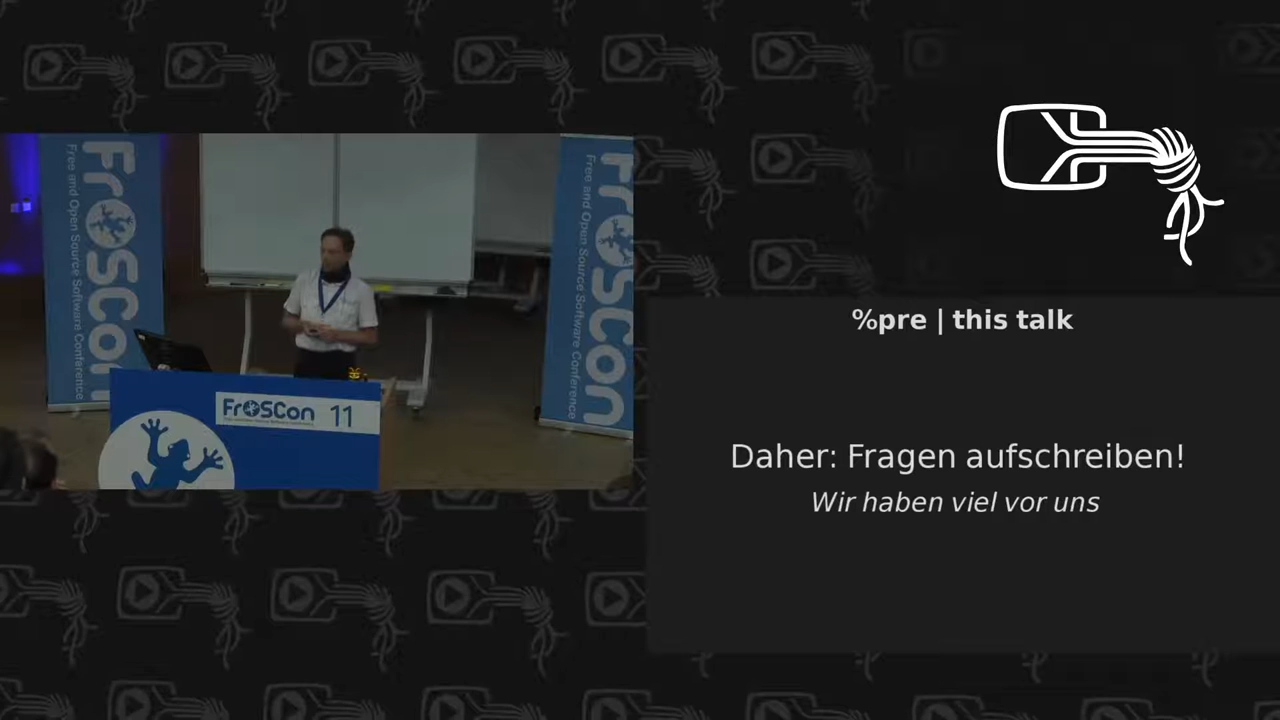 FrOSCon
Free and Open Source Software Conference
FrOSCon
Free and Open Source Software Conference
FrOSCon 11
%pre | this talk
Daher: Fragen aufschreiben!
Wir haben viel vor uns